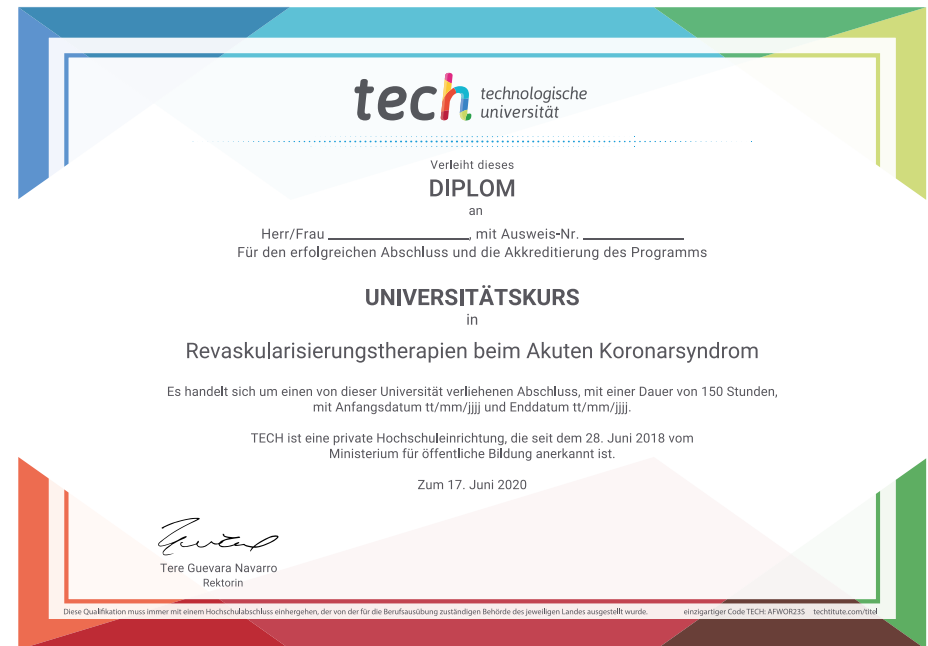 tech technologische
universität
Verleiht dieses
DIPLOM
an
Herr/Frau ____________________, mit Ausweis-Nr. ______________
Für den erfolgreichen Abschluss und die Akkreditierung des Programms
UNIVERSITÄTSKURS
in
Revaskularisierungstherapien beim Akuten Koronarsyndrom
Es handelt sich um einen von dieser Universität verliehenen Abschluss, mit einer Dauer von 150 Stunden,
mit Anfangsdatum tt/mm/jjjj und Enddatum tt/mm/jjjj.
TECH ist eine private Hochschuleinrichtung, die seit dem 28. Juni 2018 vom
Ministerium für öffentliche Bildung anerkannt ist.
Zum 17. Juni 2020
Tere Guevara Navarro
Rektorin
Diese Qualifikation muss immer mit einem Hochschulabschluss einhergehen, der von der für die Berufsausübung zuständigen Behörde des jeweiligen Landes ausgestellt wurde. einzigartiger Code TECH: AFWOR23S techtitute.com/titel